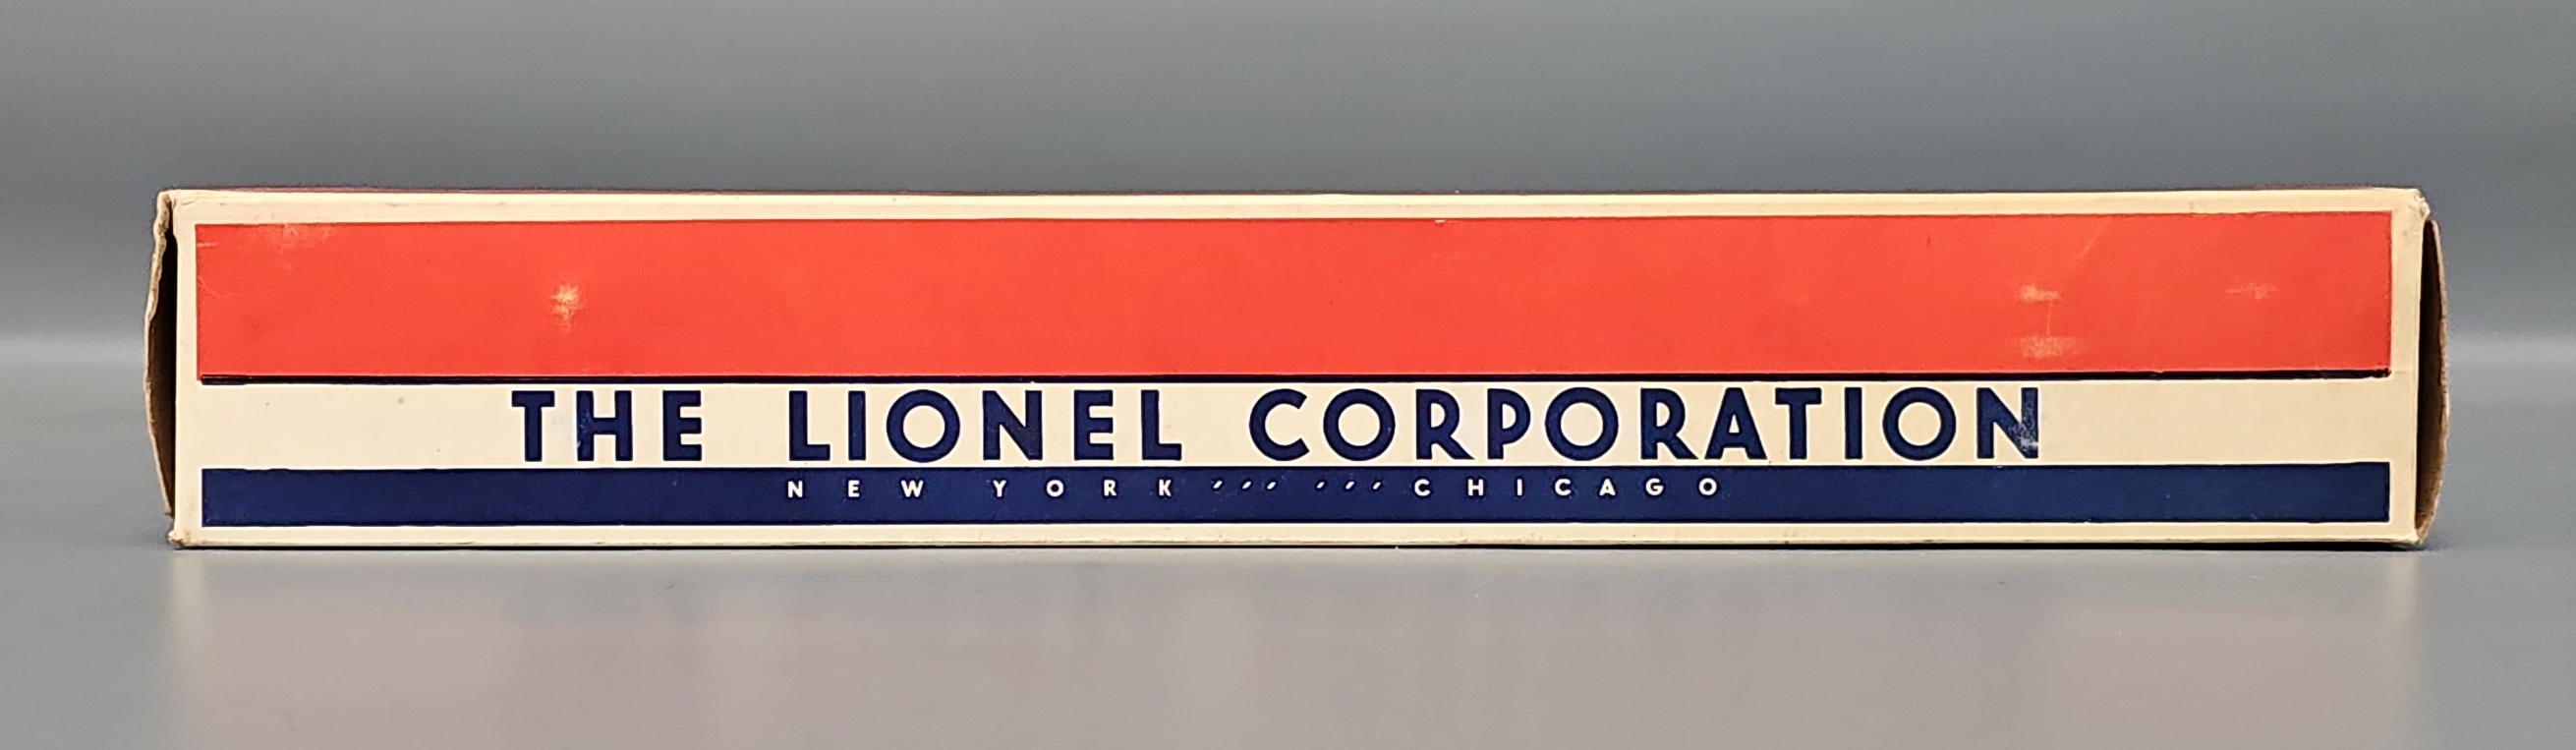 THE LIONEL CORPORATION
NEW YORK ,,, ,,, CHICAGO